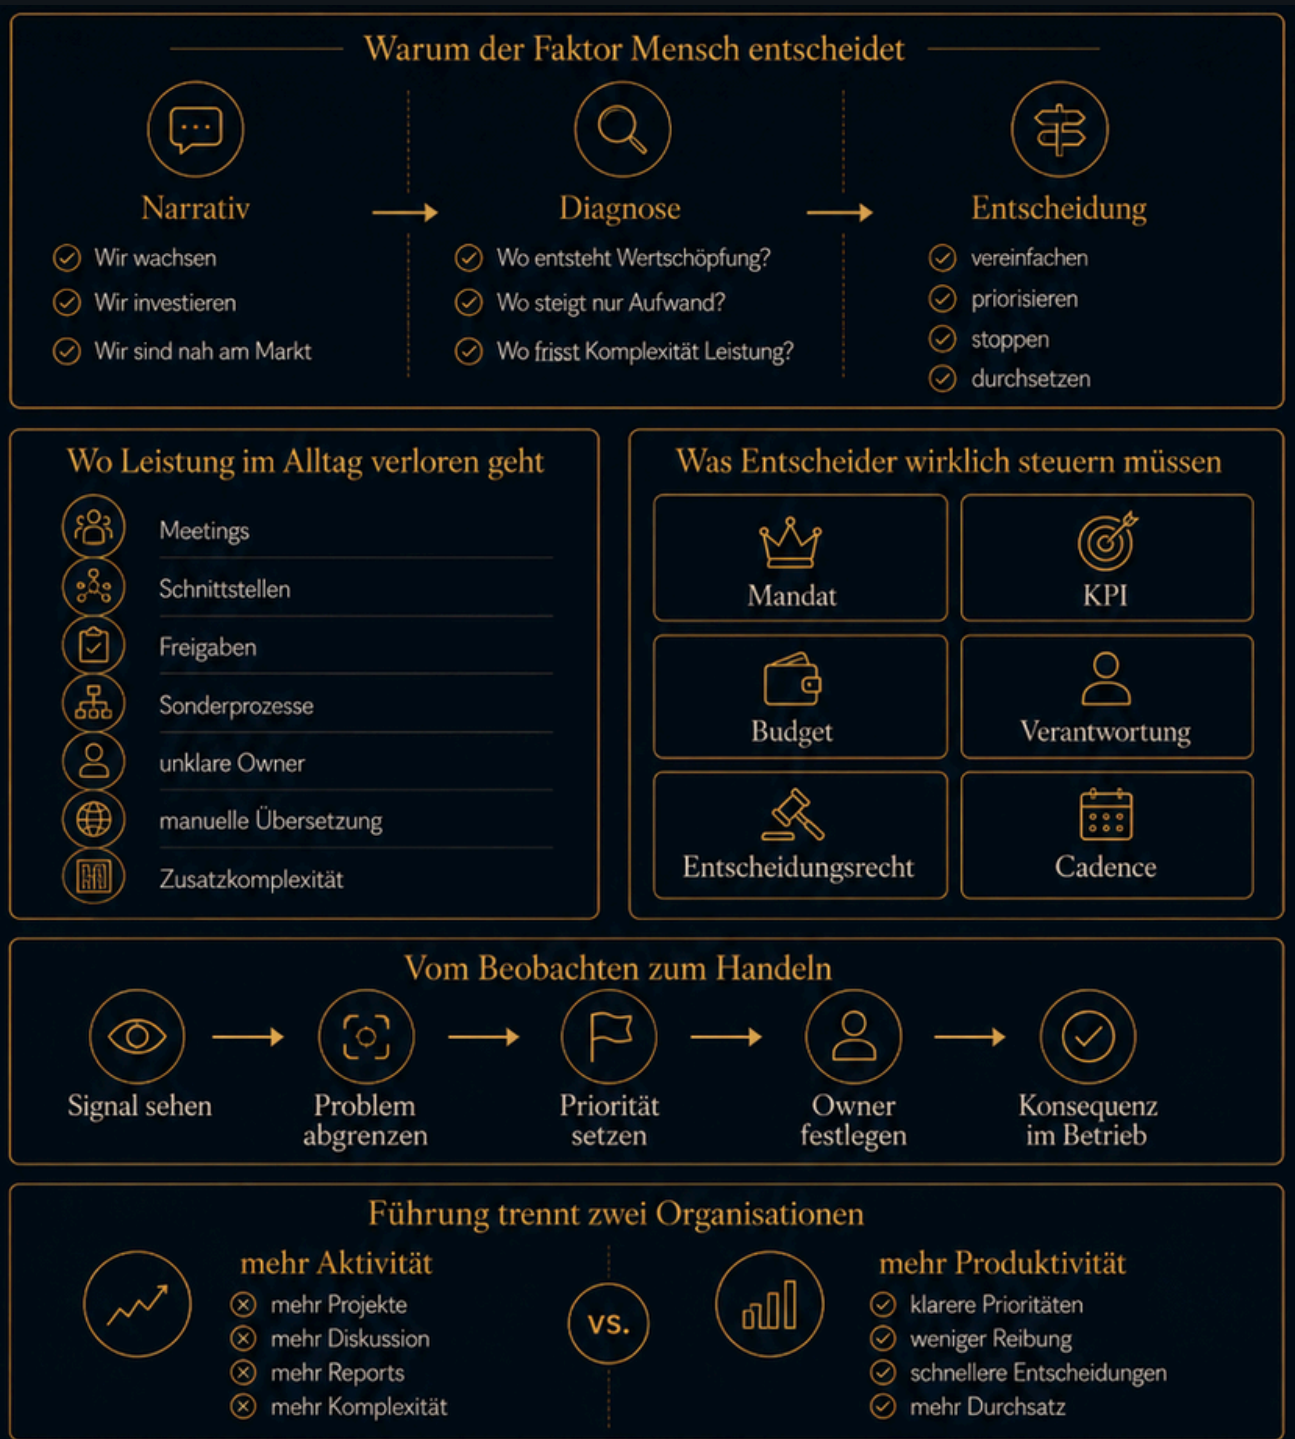 Warum der Faktor Mensch entscheidet
Narrativ
Wir wachsen
Wir investieren
Wir sind nah am Markt
Diagnose
Wo entsteht Wertschöpfung?
Wo steigt nur Aufwand?
Wo frisst Komplexität Leistung?
Entscheidung
vereinfachen
priorisieren
stoppen
durchsetzen
Wo Leistung im Alltag verloren geht
Meetings
Schnittstellen
Freigaben
Sonderprozesse
unklare Owner
manuelle Übersetzung
Zusatzkomplexität
Was Entscheider wirklich steuern müssen
Mandat
KPI
Budget
Verantwortung
Entscheidungsrecht
Cadence
Vom Beobachten zum Handeln
Signal sehen
Problem
abgrenzen
Priorität
setzen
Owner
festlegen
Konsequenz
im Betrieb
Führung trennt zwei Organisationen
mehr Aktivität
mehr Projekte
mehr Diskussion
mehr Reports
mehr Komplexität
vs.
mehr Produktivität
klarere Prioritäten
weniger Reibung
schnellere Entscheidungen
mehr Durchsatz